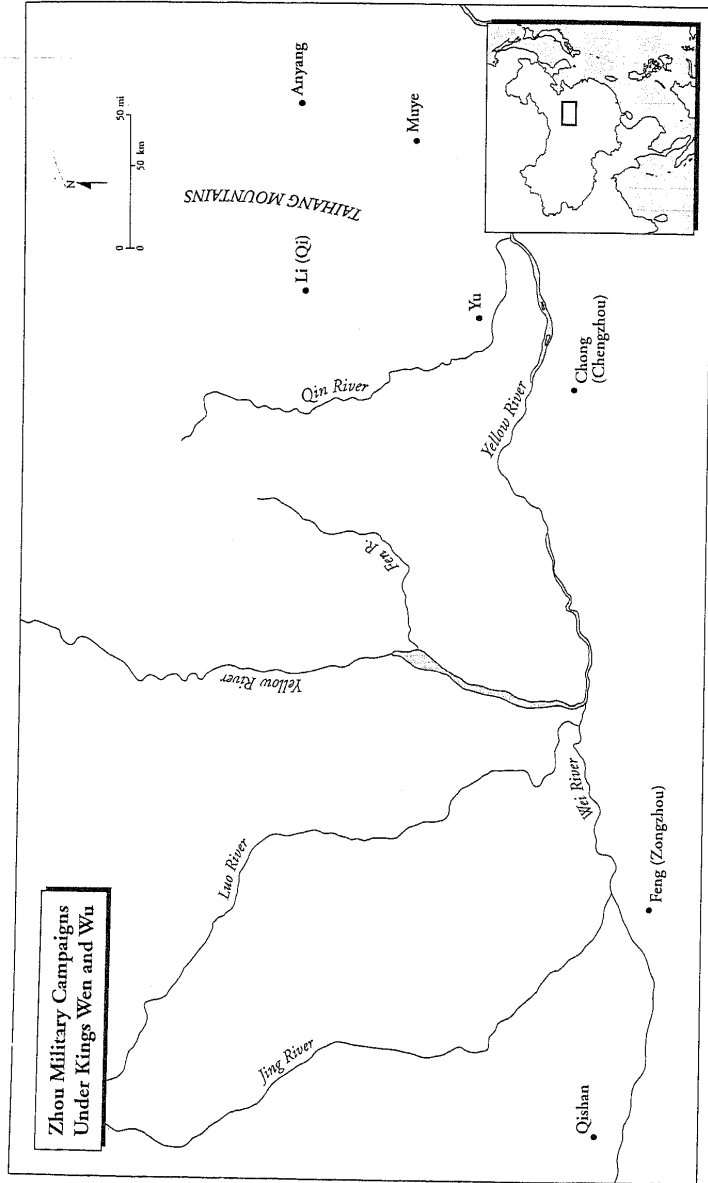 Zhou Military Campaigns
Under Kings Wen and Wu
N
0 50 mi
0 50 km
TAIHANG MOUNTAINS
Anyang
Muye
Li (Qi)
Yu
Qin River
Fen R.
Yellow River
Yellow River
Chong
(Chengzhou)
Luo River
Jing River
Wei River
Feng (Zongzhou)
Qishan